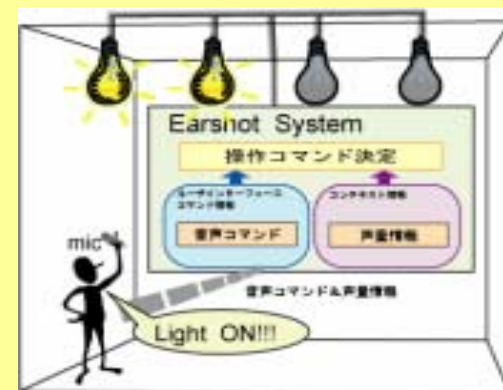 Earshot System
操作コマンド決定
ユーザインターフェース
コマンド情報
コンテキスト情報
音声コマンド
声量情報
mic
音声コマンド&声量情報
Light ON!!!